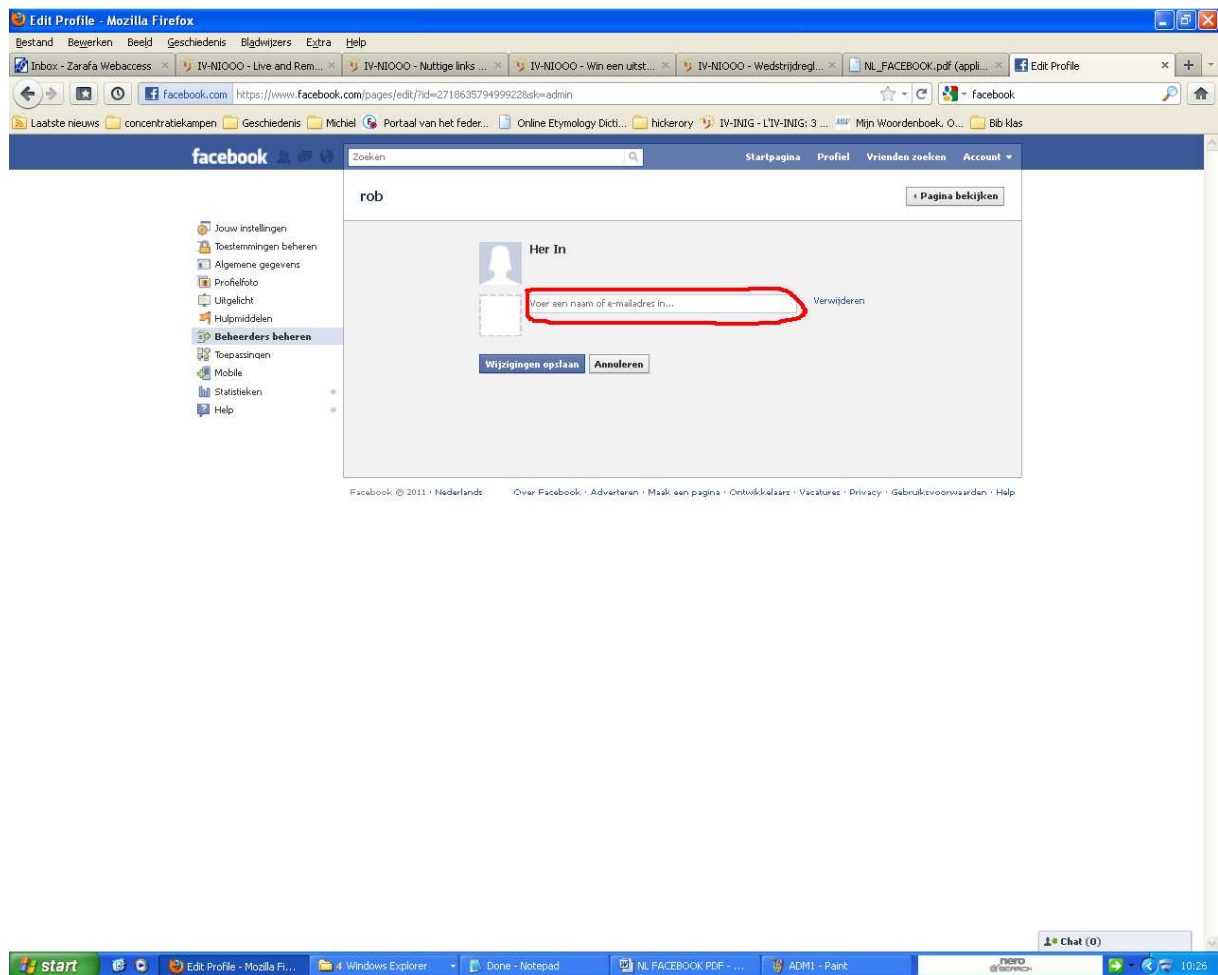 Edit Profile - Mozilla Firefox
Bestand Bewerken Beeld Geschiedenis Bladwijzers Extra Help
Inbox - Zarafa Webaccess IV-NIOOO - Live and Rem... IV-NIOOO - Nuttige links ... IV-NIOOO - Win een uitst... IV-NIOOO - Wedstrijdregl... NL_FACEBOOK.pdf (appli... Edit Profile
facebook.com https://www.facebook.com/pages/edit/?id=271863579499922&sk=admin facebook
Laatste nieuws concentratiekampen Geschiedenis Michiel Portaal van het feder... Online Etymology Dicti... hickerory IV-INIG - L'IV-INIG: 3 ... Mijn Woordenboek. O... Bib klas
facebook Zoeken Startpagina Profiel Vrienden zoeken Account
rob Pagina bekijken
Jouw instellingen
Toestemmingen beheren
Algemene gegevens
Profielfoto
Uitgelicht
Hulpmiddelen
Beheerders beheren
Toepassingen
Mobile
Statistieken
Help
Her In
Voer een naam of e-mailadres in... Verwijderen
Wijzigingen opslaan Annuleren
Facebook © 2011 · Nederlands Over Facebook · Adverteren · Maak een pagina · Ontwikkelaars · Vacatures · Privacy · Gebruiksvoorwaarden · Help
Chat (0)
start Edit Profile - Mozilla Fi... 4 Windows Explorer Done - Notepad NL FACEBOOK PDF - ... ADM1 - Paint nero SEARCH 10:26